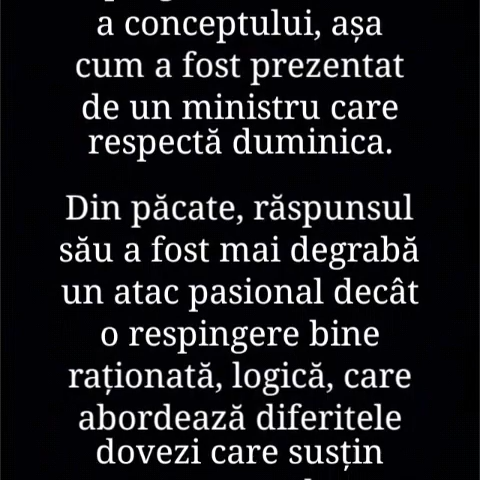 a conceptului, așa
cum a fost prezentat
de un ministru care
respectă duminica.
Din păcate, răspunsul
său a fost mai degrabă
un atac pasional decât
o respingere bine
raționată, logică, care
abordează diferitele
dovezi care susțin